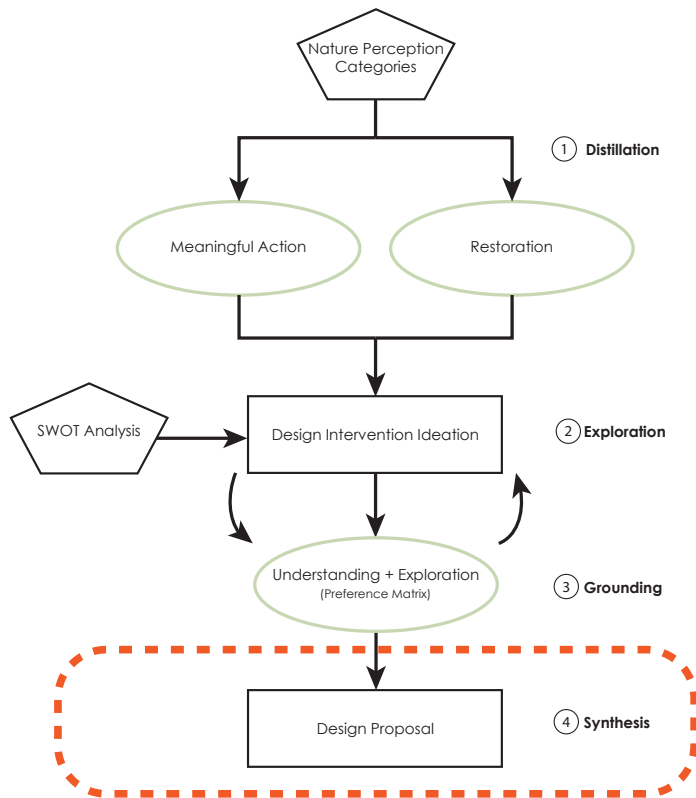 Nature Perception
Categories
1 Distillation
Meaningful Action
Restoration
SWOT Analysis
Design Intervention Ideation
2 Exploration
Understanding + Exploration
(Preference Matrix)
3 Grounding
Design Proposal
4 Synthesis